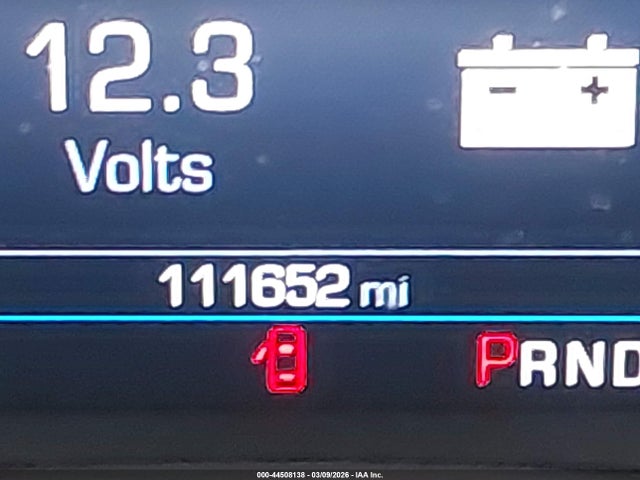 12.3
Volts
- +
111652 mi
PRND
000-44508138 - 03/09/2026 - IAA Inc.